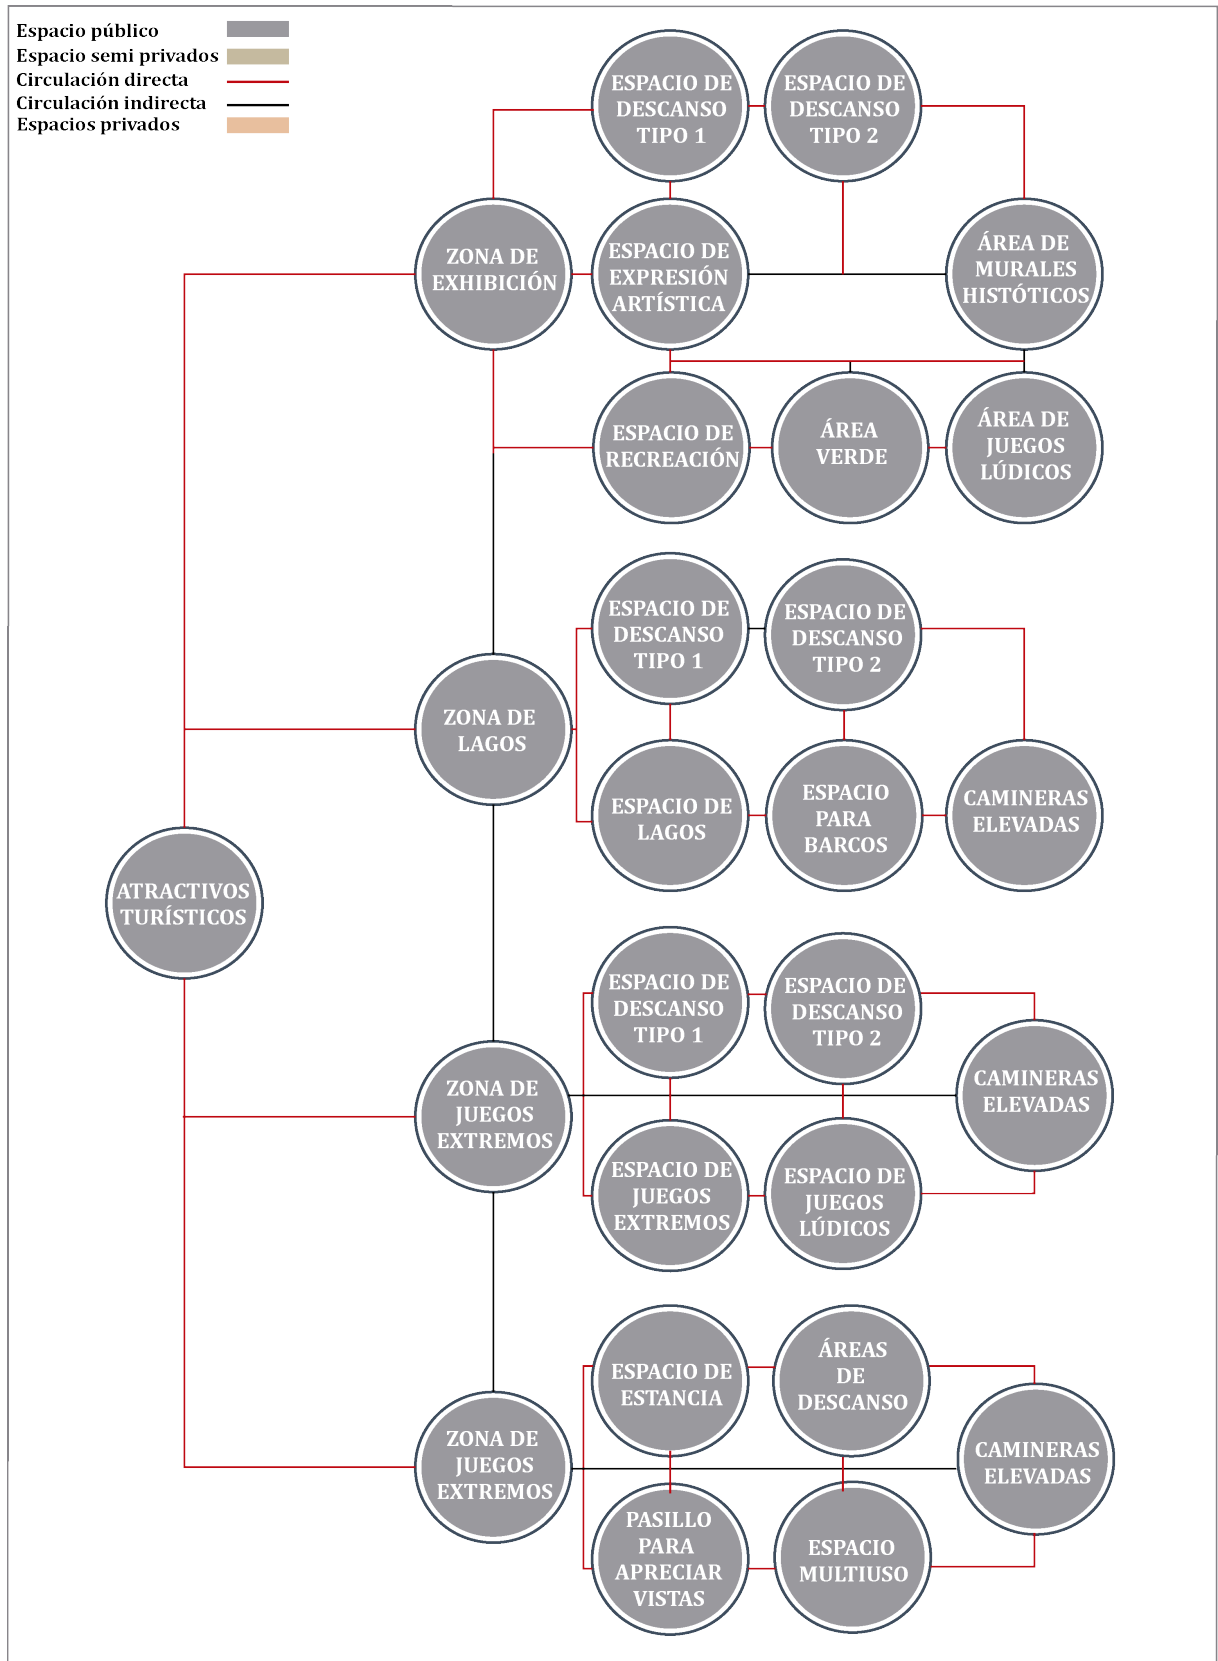 Espacio público
Espacio semi privados
Circulación directa
Circulación indirecta
Espacios privados
ESPACIO DE
DESCANSO
TIPO 1
ESPACIO DE
DESCANSO
TIPO 2
ZONA DE
EXHIBICIÓN
ESPACIO DE
EXPRESIÓN
ARTÍSTICA
ÁREA DE
MURALES
HISTÓTICOS
ESPACIO DE
RECREACIÓN
ÁREA
VERDE
ÁREA DE
JUEGOS
LÚDICOS
ESPACIO DE
DESCANSO
TIPO 1
ESPACIO DE
DESCANSO
TIPO 2
ZONA DE
LAGOS
ESPACIO DE
LAGOS
ESPACIO
PARA
BARCOS
CAMINERAS
ELEVADAS
ATRACTIVOS
TURÍSTICOS
ESPACIO DE
DESCANSO
TIPO 1
ESPACIO DE
DESCANSO
TIPO 2
ZONA DE
JUEGOS
EXTREMOS
CAMINERAS
ELEVADAS
ESPACIO DE
JUEGOS
EXTREMOS
ESPACIO DE
JUEGOS
LÚDICOS
ESPACIO DE
ESTANCIA
ÁREAS
DE
DESCANSO
ZONA DE
JUEGOS
EXTREMOS
CAMINERAS
ELEVADAS
PASILLO
PARA
APRECIAR
VISTAS
ESPACIO
MULTIUSO